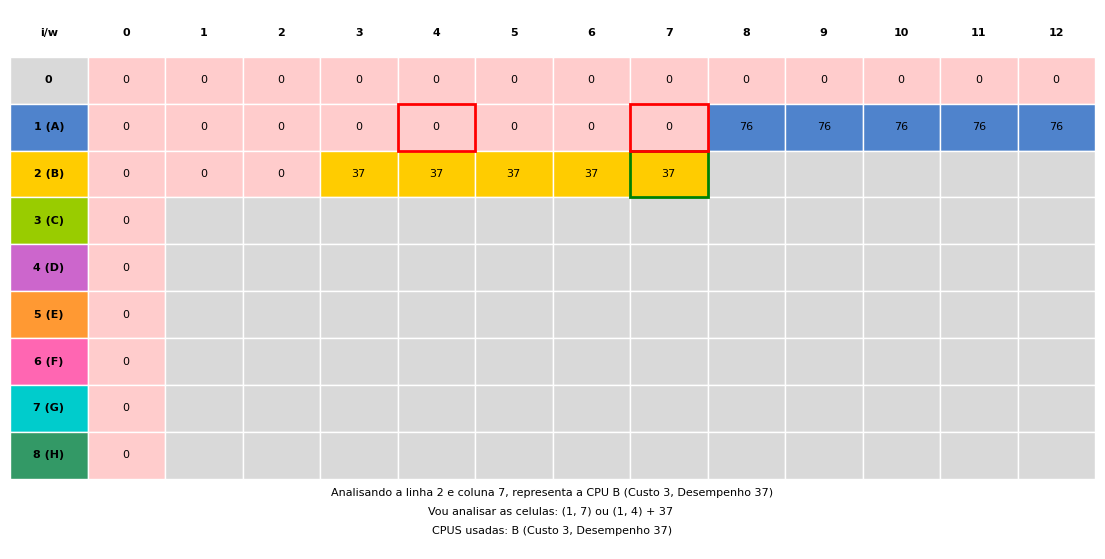 i/w 0 1 2 3 4 5 6 7 8 9 10 11 12
0 0 0 0 0 0 0 0 0 0 0 0 0 0
1 (A) 0 0 0 0 0 0 0 0 76 76 76 76 76
2 (B) 0 0 0 37 37 37 37 37
3 (C) 0
4 (D) 0
5 (E) 0
6 (F) 0
7 (G) 0
8 (H) 0
Analisando a linha 2 e coluna 7, representa a CPU B (Custo 3, Desempenho 37)
Vou analisar as celulas: (1, 7) ou (1, 4) + 37
CPUS usadas: B (Custo 3, Desempenho 37)